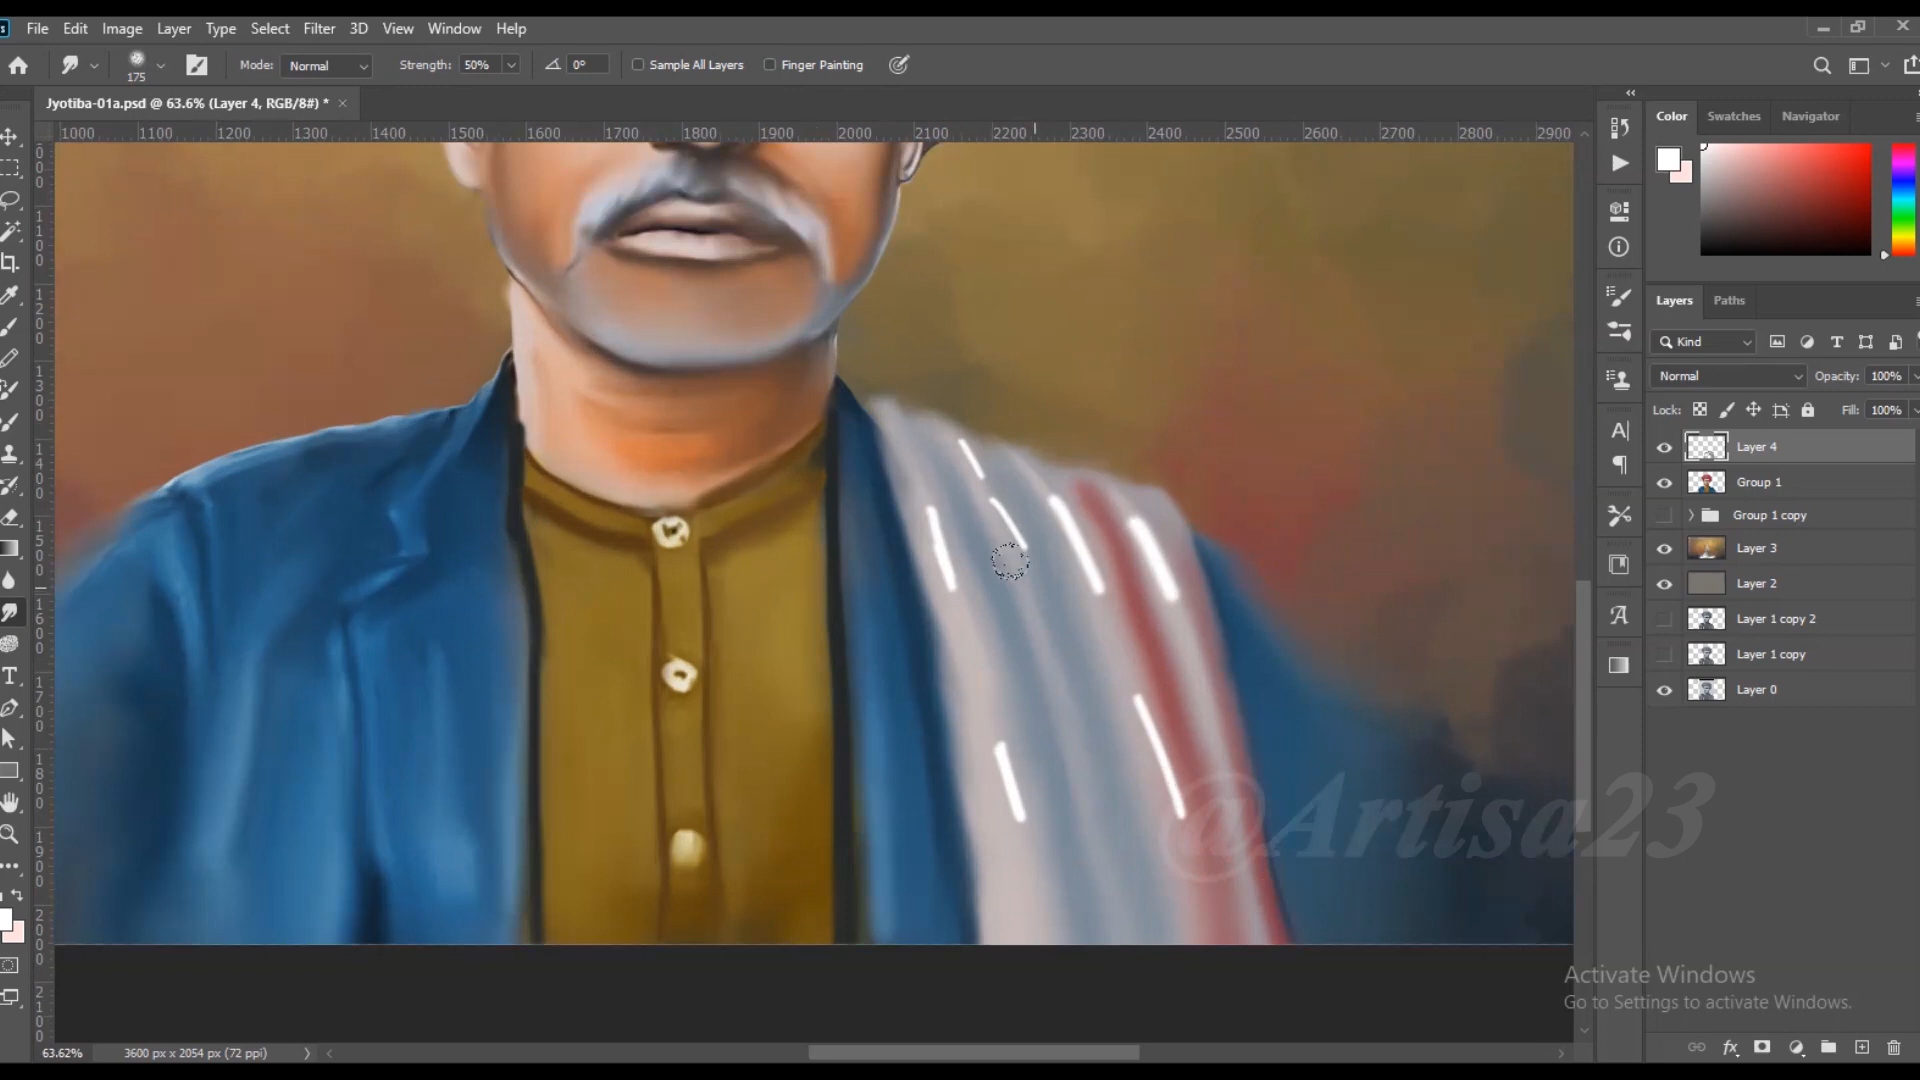 File Edit Image Layer Type Select Filter 3D View Window Help
175 Mode: Normal Strength: 50% 0° Sample All Layers Finger Painting
Jyotiba-01a.psd @ 63.6% (Layer 4, RGB/8#) *
1000 1100 1200 1300 1400 1500 1600 1700 1800 1900 2000 2100 2200 2300 2400 2500 2600 2700 2800 2900
Color Swatches Navigator
Layers Paths
Kind
Normal Opacity: 100%
Lock: Fill: 100%
Layer 4
Group 1
Group 1 copy
Layer 3
Layer 2
Layer 1 copy 2
Layer 1 copy
Layer 0
@Artisa23
Activate Windows
Go to Settings to activate Windows.
63.62% 3600 px x 2054 px (72 ppi)